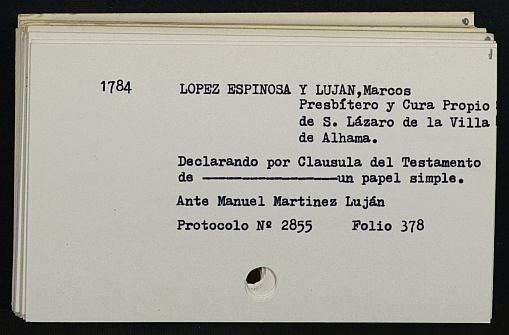 1784 LOPEZ ESPINOSA Y LUJAN,Marcos
Presbítero y Cura Propio
de S. Lázaro de la Villa
de Alhama.
Declarando por Clausula del Testamento
de ————————————un papel simple.
Ante Manuel Martinez Luján
Protocolo Nº 2855 Folio 378